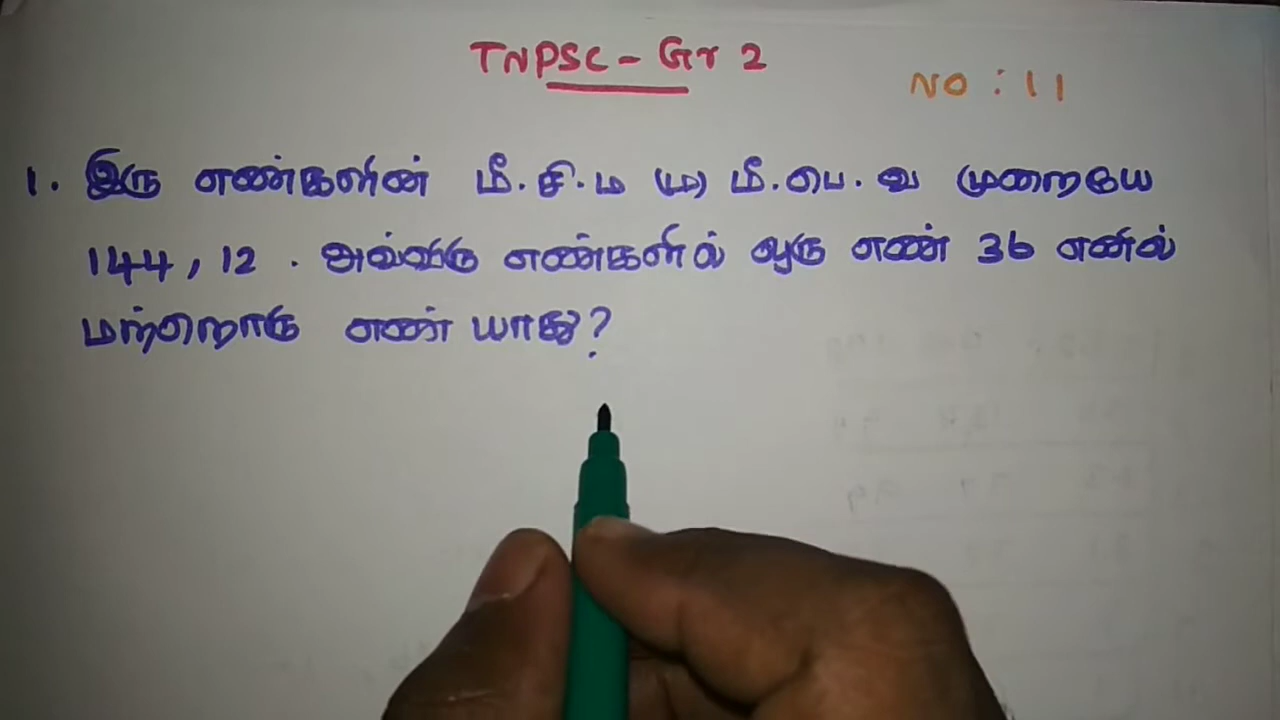 TNPSC - Gr 2
NO : 11
1. இரு எண்களின் மீ.சி.ம (ம) மீ.பெ.வ முறையே
144, 12 . அவ்விரு எண்களில் ஒரு எண் 36 எனில்
மற்றொரு எண் யாது?